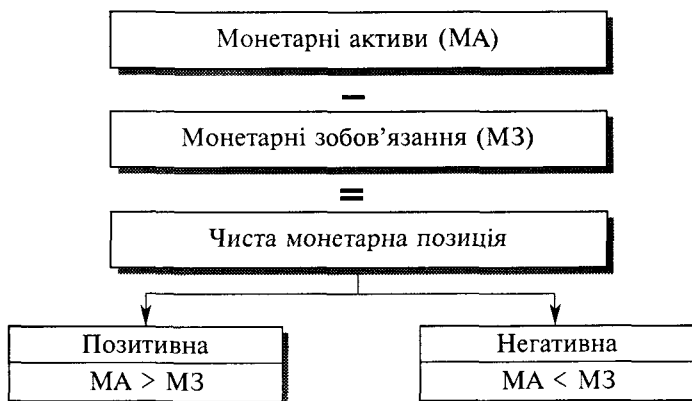 Монетарні активи (МА)
–
Монетарні зобов'язання (МЗ)
=
Чиста монетарна позиція
Позитивна
МА > МЗ
Негативна
МА < МЗ